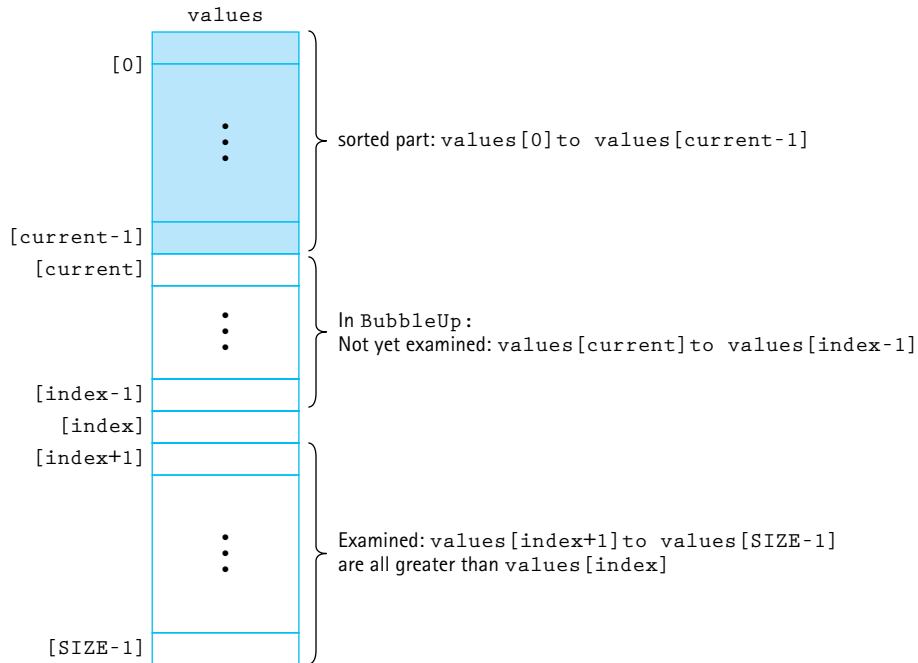 values
[0]
sorted part: values[0]to values[current-1]
[current-1]
[current]
In BubbleUp:
Not yet examined: values[current]to values[index-1]
[index-1]
[index]
[index+1]
Examined: values[index+1]to values[SIZE-1]
are all greater than values[index]
[SIZE-1]